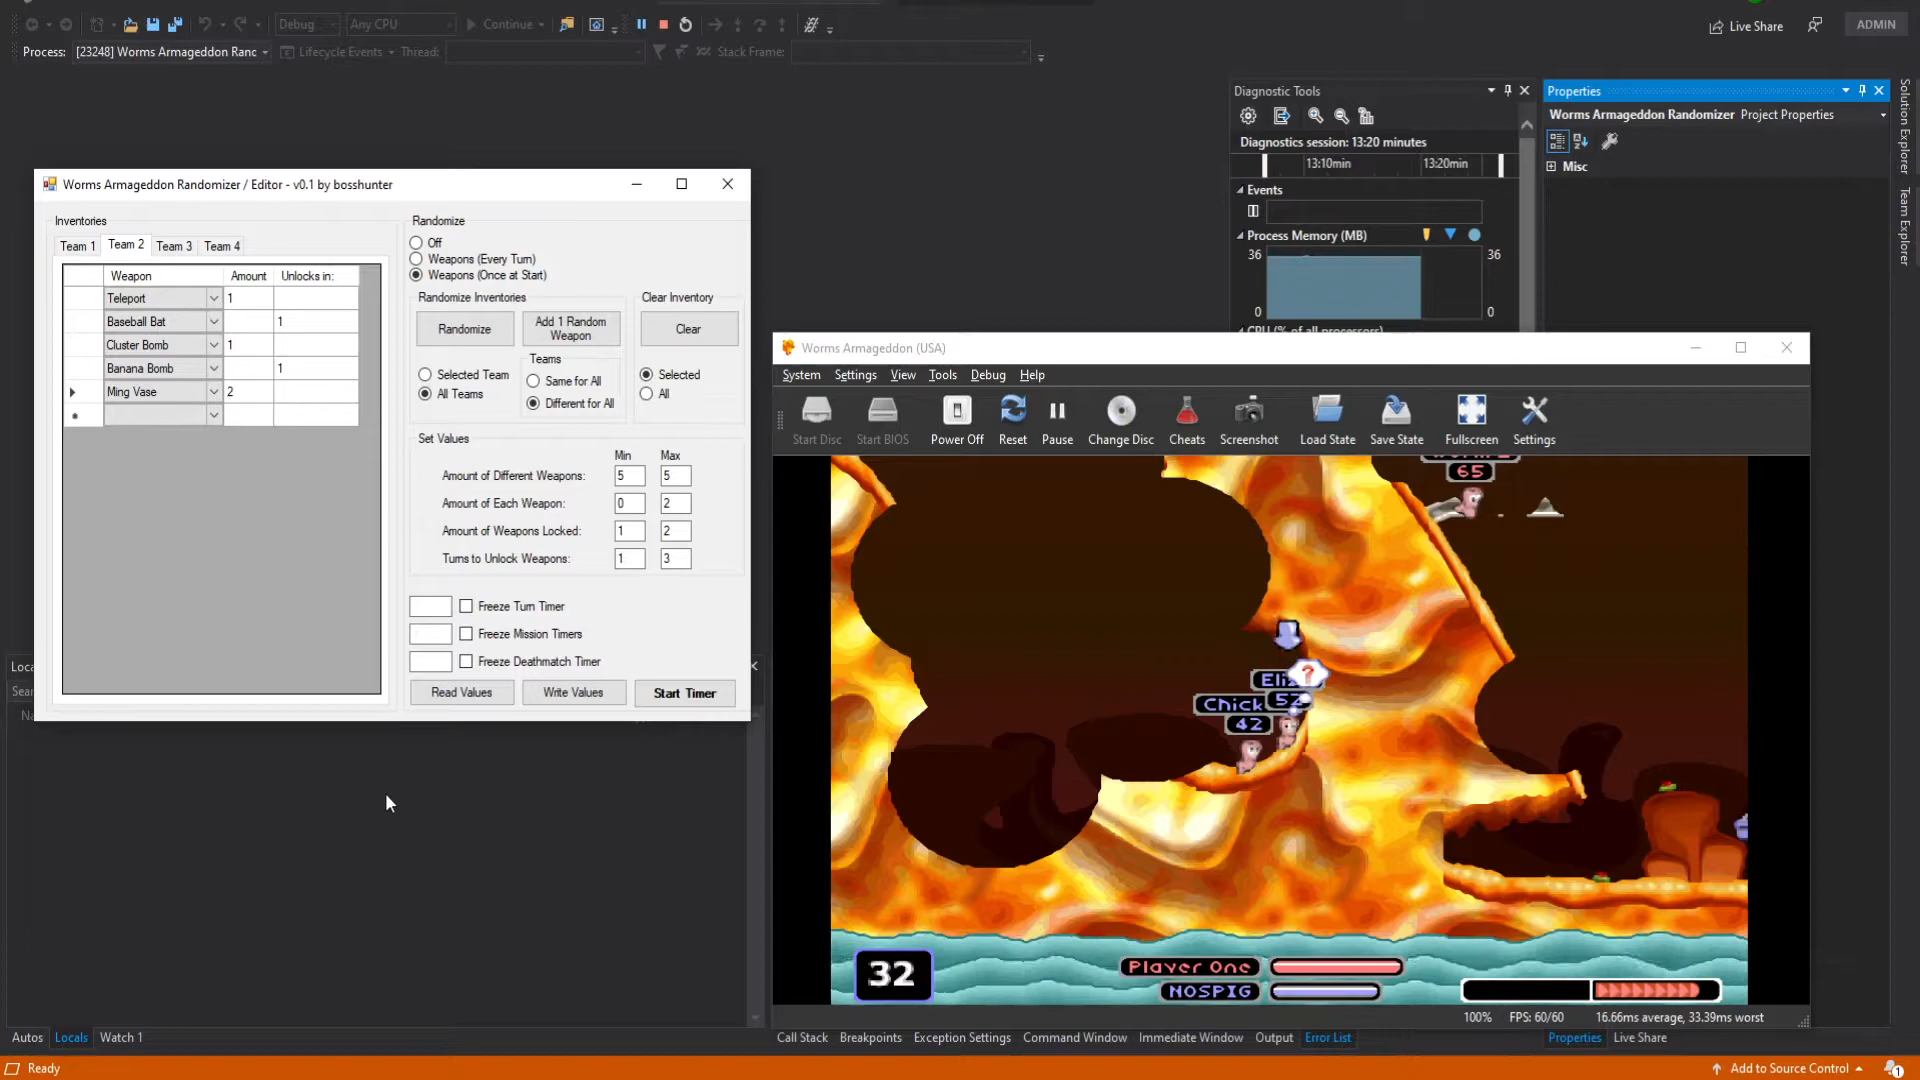 Debug
Any CPU
Continue
Live Share
ADMIN
Process: [23248] Worms Armageddon Ranc
Lifecycle Events
Thread:
Stack Frame:
Diagnostic Tools
Diagnostics session: 13:20 minutes
13:10min
13:20min
Events
Process Memory (MB)
36
36
0
0
CPU (% of all processors)
Properties
Worms Armageddon Randomizer Project Properties
Misc
Solution Explorer
Team Explorer
Worms Armageddon Randomizer / Editor - v0.1 by bosshunter
Inventories
Team 1
Team 2
Team 3
Team 4
Weapon Amount Unlocks in:
Teleport 1
Baseball Bat 1
Cluster Bomb 1
Banana Bomb 1
Ming Vase 2
Randomize
Off
Weapons (Every Turn)
Weapons (Once at Start)
Randomize Inventories
Randomize
Add 1 Random
Weapon
Selected Team
All Teams
Teams
Same for All
Different for All
Clear Inventory
Clear
Selected
All
Set Values
Min Max
Amount of Different Weapons: 5 5
Amount of Each Weapon: 0 2
Amount of Weapons Locked: 1 2
Turns to Unlock Weapons: 1 3
Freeze Turn Timer
Freeze Mission Timers
Freeze Deathmatch Timer
Read Values
Write Values
Start Timer
Worms Armageddon (USA)
System Settings View Tools Debug Help
Start Disc
Start BIOS
Power Off
Reset
Pause
Change Disc
Cheats
Screenshot
Load State
Save State
Fullscreen
Settings
65
?
52
Chick
42
32
Player One
NOSPIG
100%
FPS: 60/60
16.66ms average, 33.39ms worst
Autos
Locals
Watch 1
Call Stack
Breakpoints
Exception Settings
Command Window
Immediate Window
Output
Error List
Properties
Live Share
Ready
Add to Source Control
1